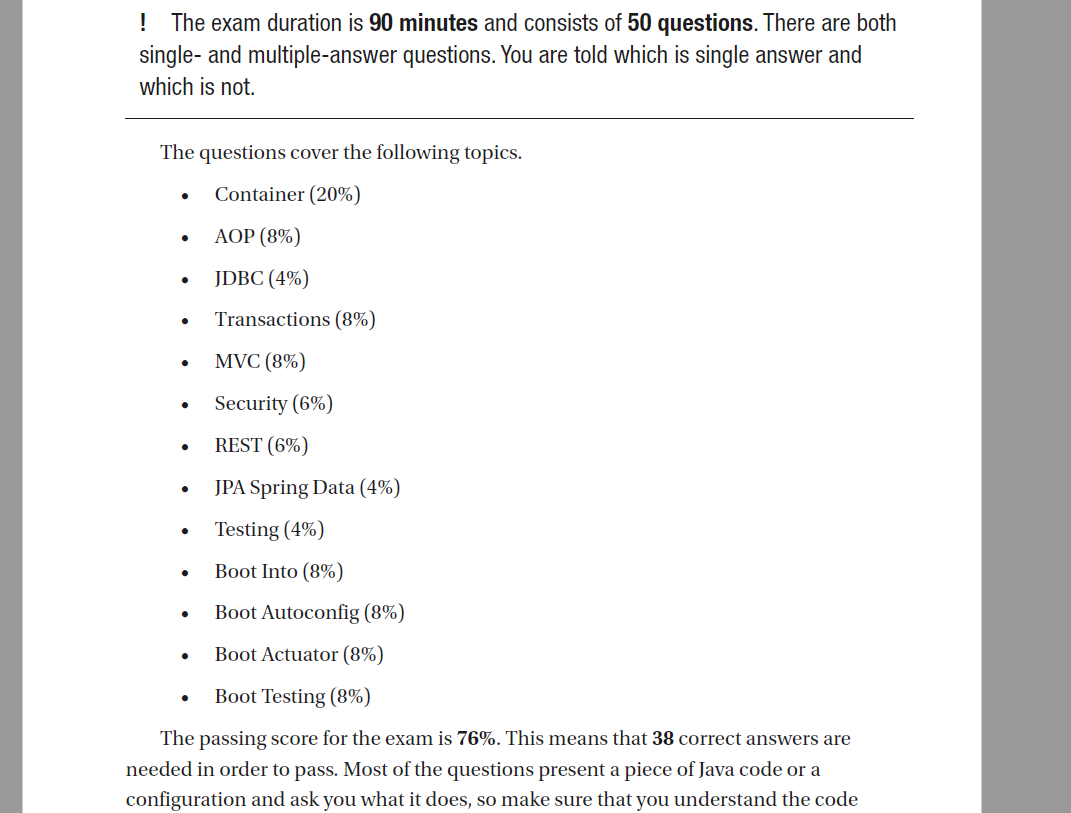 ! The exam duration is 90 minutes and consists of 50 questions. There are both
single- and multiple-answer questions. You are told which is single answer and
which is not.
The questions cover the following topics.
• Container (20%)
• AOP (8%)
• JDBC (4%)
• Transactions (8%)
• MVC (8%)
• Security (6%)
• REST (6%)
• JPA Spring Data (4%)
• Testing (4%)
• Boot Into (8%)
• Boot Autoconfig (8%)
• Boot Actuator (8%)
• Boot Testing (8%)
The passing score for the exam is 76%. This means that 38 correct answers are
needed in order to pass. Most of the questions present a piece of Java code or a
configuration and ask you what it does, so make sure that you understand the code